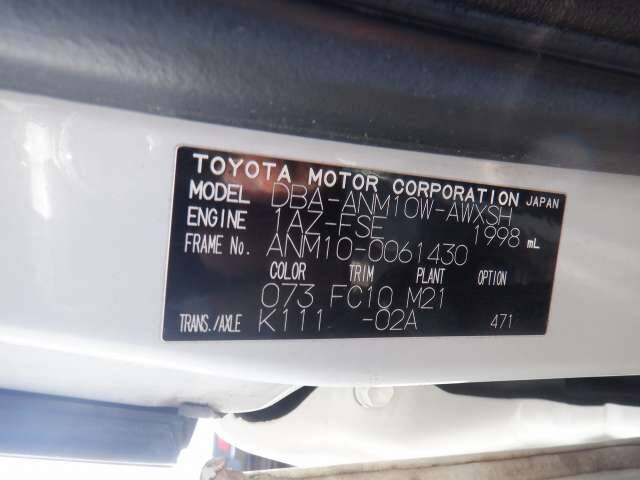 TOYOTA MOTOR CORPORATION JAPAN
MODEL DBA-ANM10W-AWXSH
ENGINE 1AZ-FSE 1998 mL
FRAME No. ANM10-0061430
COLOR TRIM PLANT OPTION
073 FC10 M21
TRANS./AXLE K111 -02A 471